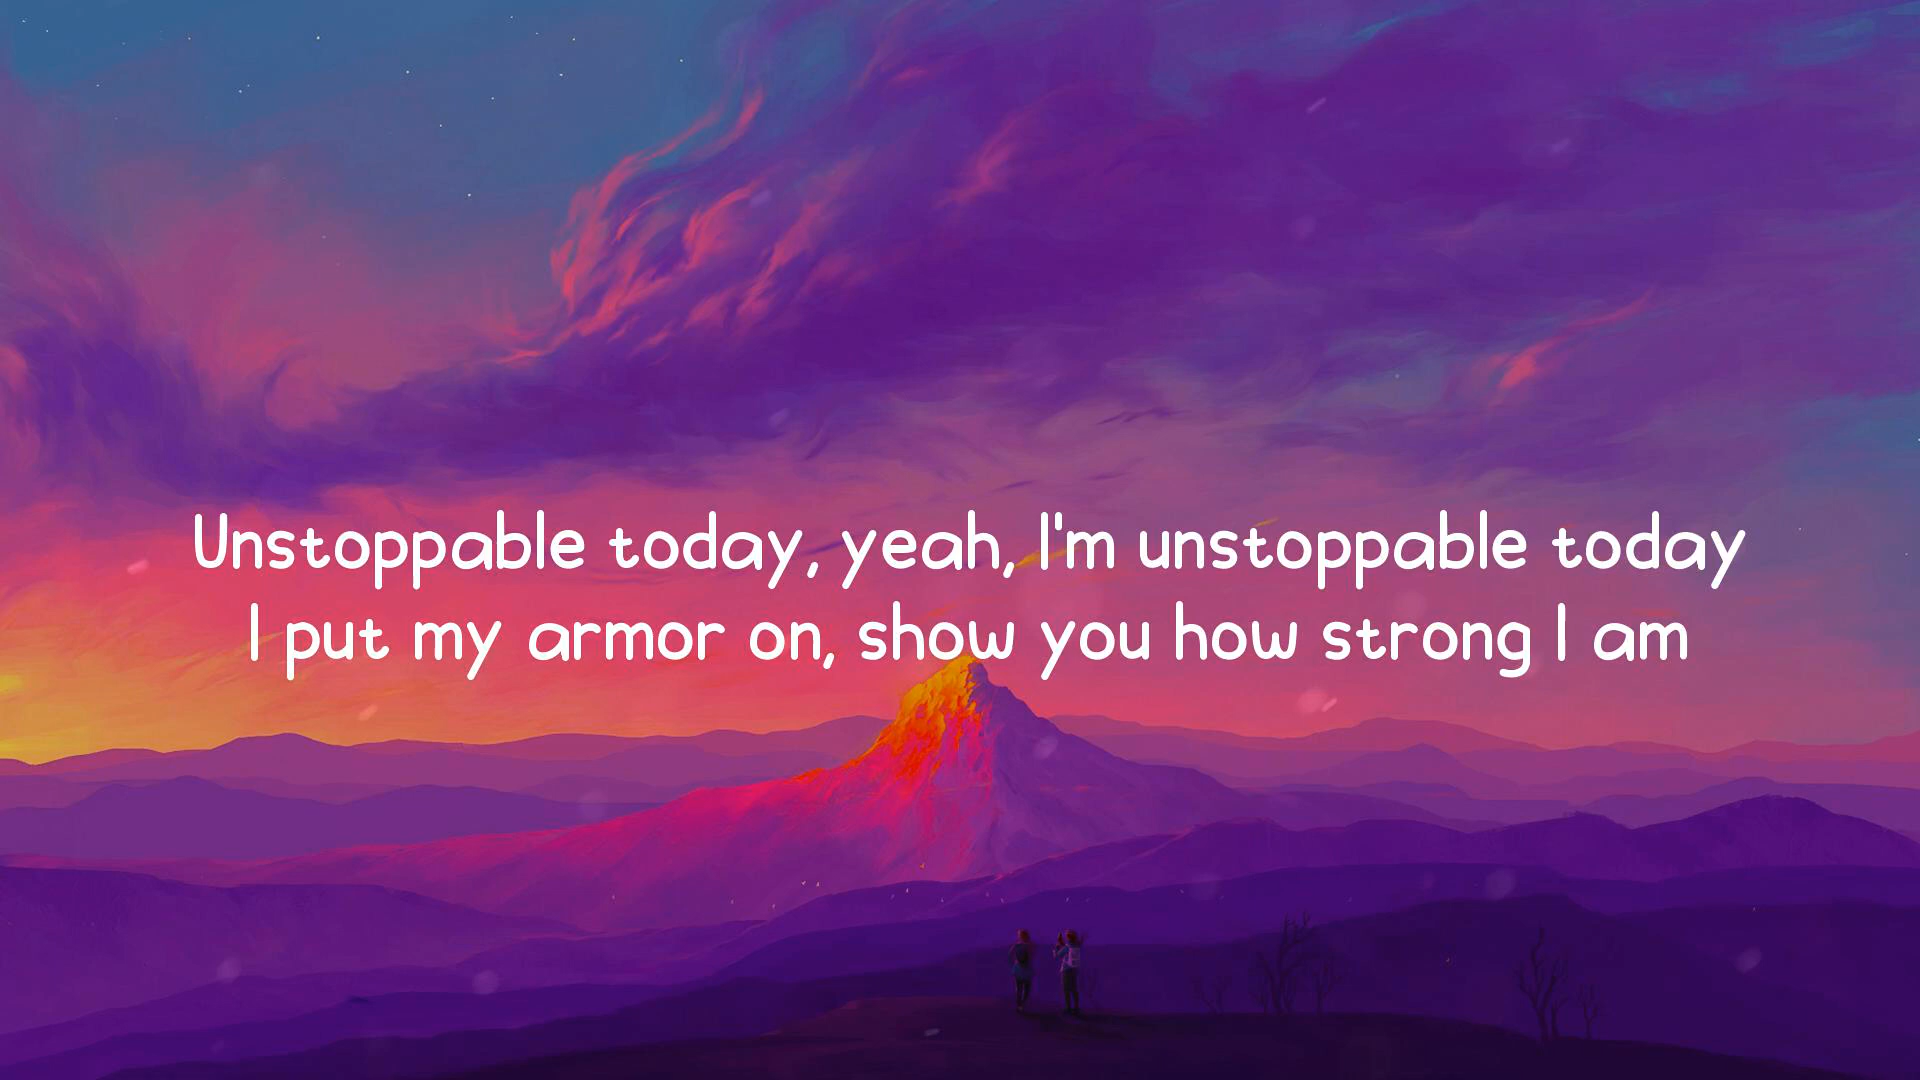 Unstoppable today, yeah, I'm unstoppable today
I put my armor on, show you how strong I am